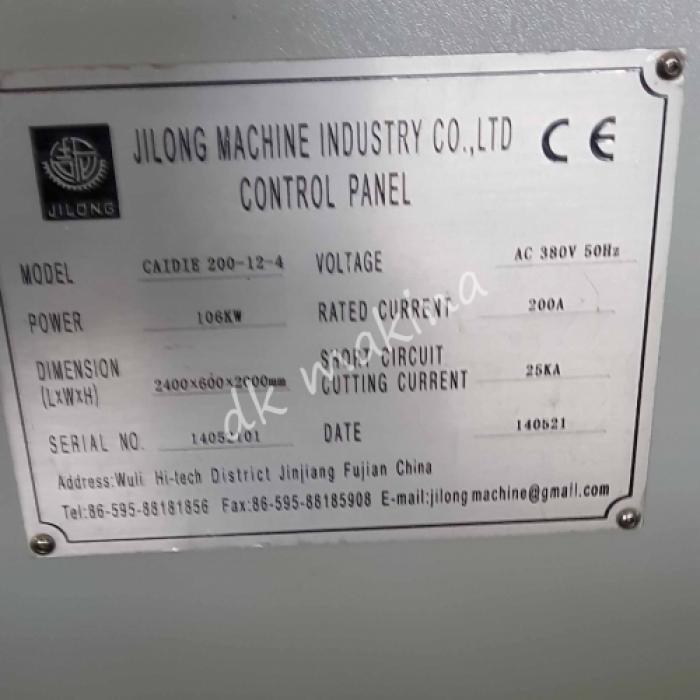 JILONG MACHINE INDUSTRY CO.,LTD CE
CONTROL PANEL
JILONG
MODEL CAIDIE 200-12-4 VOLTAGE AC 380V 50Hz
POWER 106KW RATED CURRENT 200A
DIMENSION (LxWxH) 2400×600×2000mm SHORT CIRCUIT CUTTING CURRENT 25KA
SERIAL NO. DATE 140521
Address:Wuli Hi-tech District Jinjiang Fujian China
Tel:86-595-88181856 Fax:86-595-88185908 E-mail:jilongmachine@gmail.com
dk makina